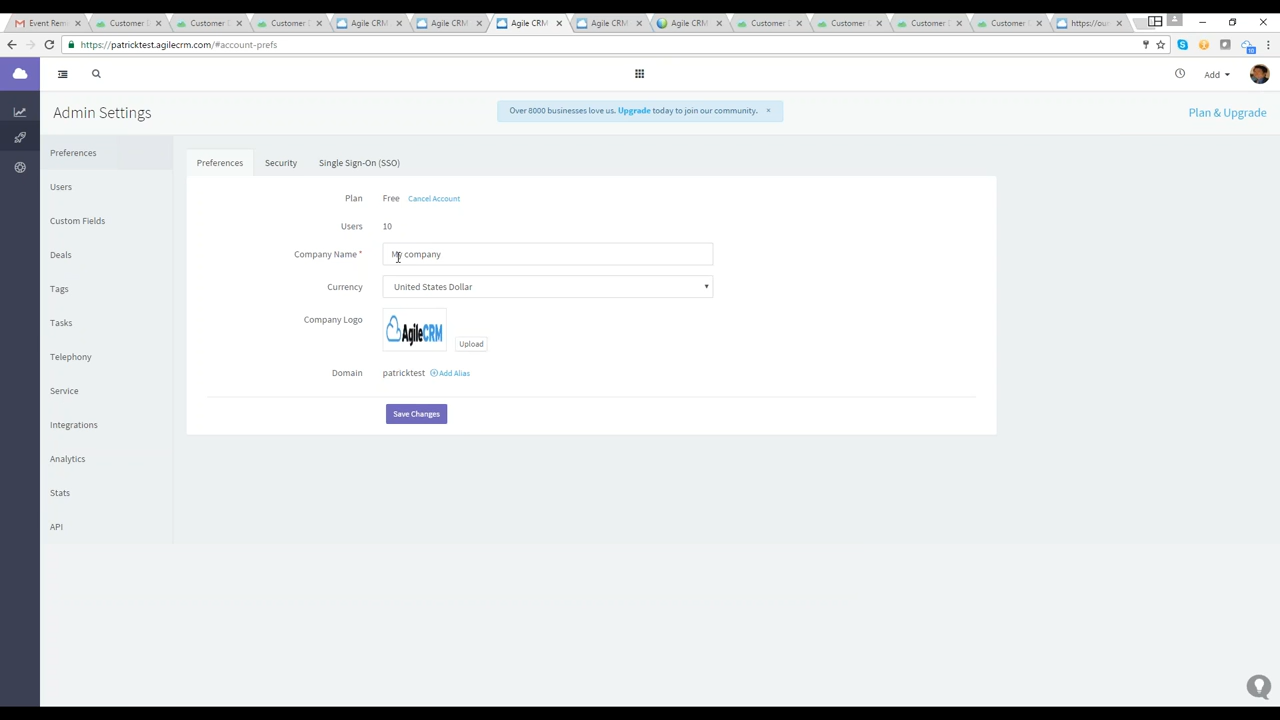 Event Rem
Customer
Customer
Customer
Agile CRM
Agile CRM
Agile CRM
Agile CRM
Agile CRM
Customer
Customer
Customer
Customer
https://patricktest.agilecrm.com/#account-prefs
10
Add
Admin Settings
Over 8000 businesses love us. Upgrade today to join our community. ×
Plan & Upgrade
Preferences
Users
Custom Fields
Deals
Tags
Tasks
Telephony
Service
Integrations
Analytics
Stats
API
Preferences Security Single Sign-On (SSO)
Plan Free Cancel Account
Users 10
Company Name * My company
Currency United States Dollar
Company Logo AgileCRM Upload
Domain patricktest Add Alias
Save Changes